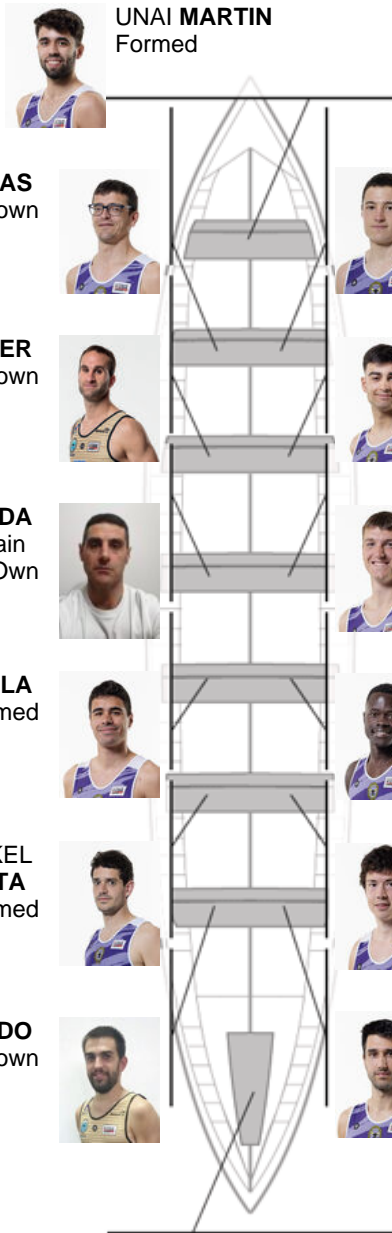 UNAI MARTIN
Formed
AS
own
ER
own
DA
ain
Own
LA
med
KEL
TA
med
DO
own